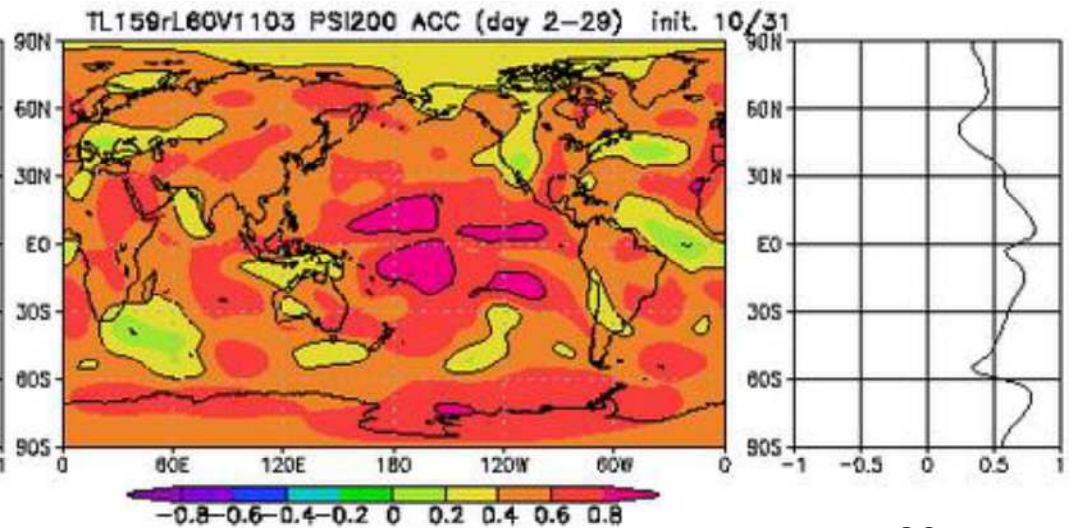 TL159rL60V1103 PSI200 ACC (day 2-29) init. 10/31
90N
60N
30N
EQ
30S
60S
90S
0 60E 120E 180 120W 60W 0
-0.8 -0.6 -0.4 -0.2 0 0.2 0.4 0.6 0.8
90N
60N
30N
EQ
30S
60S
90S
-1 -0.5 0 0.5 1